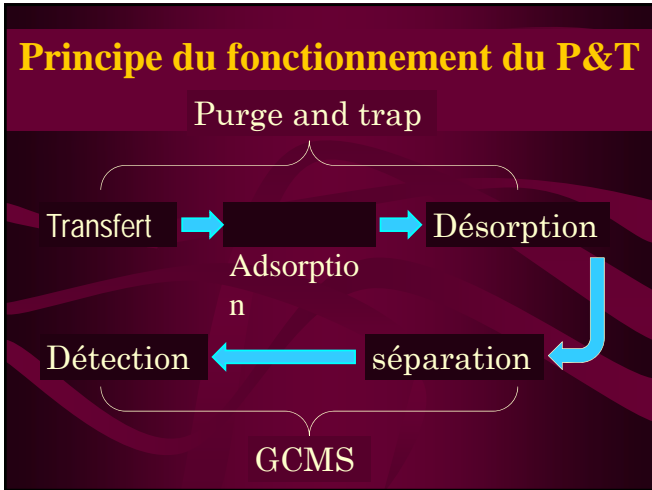 Principe du fonctionnement du P&T
Purge and trap
Transfert
Adsorptio
n
Désorption
séparation
Détection
GCMS